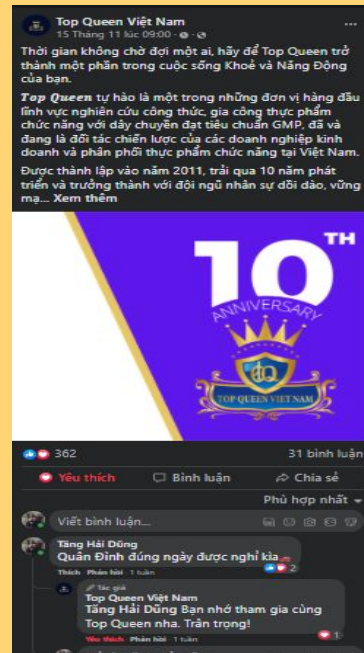 Top Queen Việt Nam
15 Tháng 11 lúc 09:00
Thời gian không chờ đợi một ai, hãy để Top Queen trở
thành một phần trong cuộc sống Khoẻ và Năng Động
của bạn.
Top Queen tự hào là một trong những đơn vị hàng đầu
lĩnh vực nghiên cứu công thức, gia công thực phẩm
chức năng với dây chuyền đạt tiêu chuẩn GMP, đã và
đang là đối tác chiến lược của các doanh nghiệp kinh
doanh và phân phối thực phẩm chức năng tại Việt Nam.
Được thành lập vào năm 2011, trải qua 10 năm phát
triển và trưởng thành với đội ngũ nhân sự dồi dào, vững
mạ... Xem thêm
10TH
ANNIVERSARY
TQ
TOP QUEEN VIET NAM
362 31 bình luận
Yêu thích Bình luận Chia sẻ
Phù hợp nhất
Viết bình luận...
Tăng Hải Dũng
Quân Đình đúng ngày được nghỉ kìa
Thích Phản hồi 1 tuần 2
Tác giả
Top Queen Việt Nam
Tăng Hải Dũng Bạn nhớ tham gia cùng
Top Queen nha. Trân trọng!
Yêu thích Phản hồi 1 tuần 1